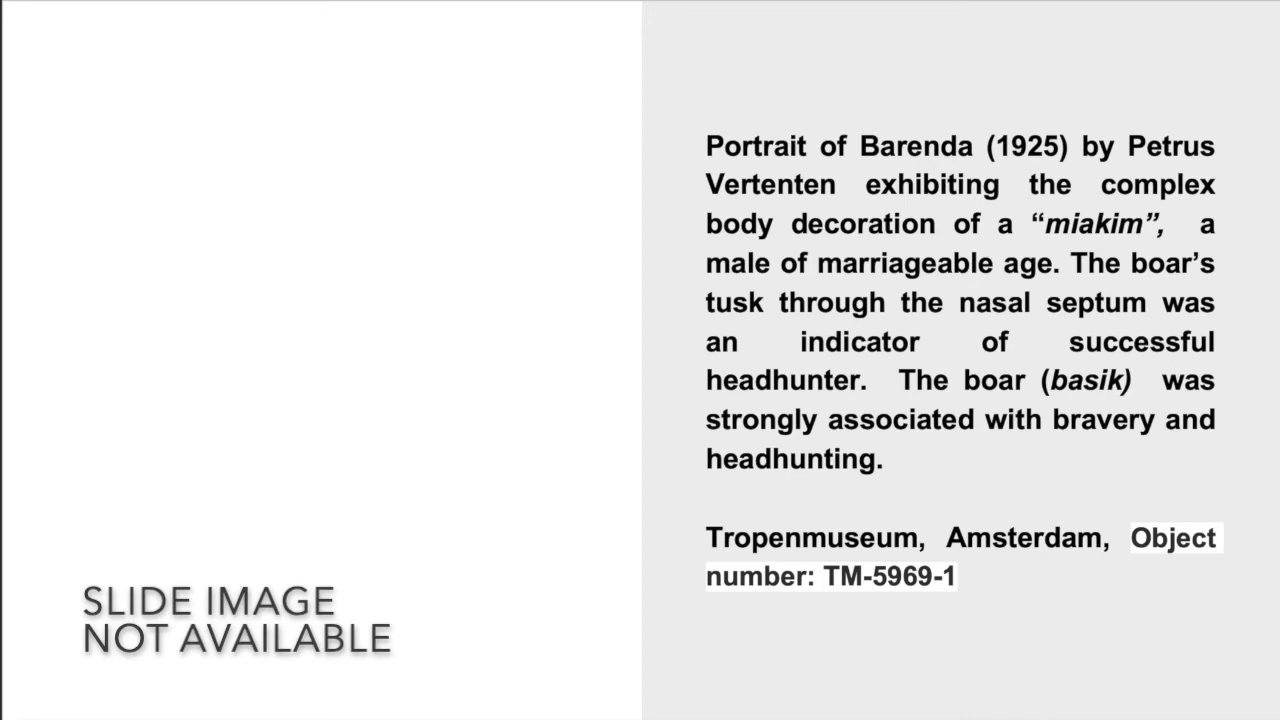 SLIDE IMAGE
NOT AVAILABLE
Portrait of Barenda (1925) by Petrus
Vertenten exhibiting the complex
body decoration of a “miakim”, a
male of marriageable age. The boar’s
tusk through the nasal septum was
an indicator of successful
headhunter. The boar (basik) was
strongly associated with bravery and
headhunting.
Tropenmuseum, Amsterdam, Object
number: TM-5969-1